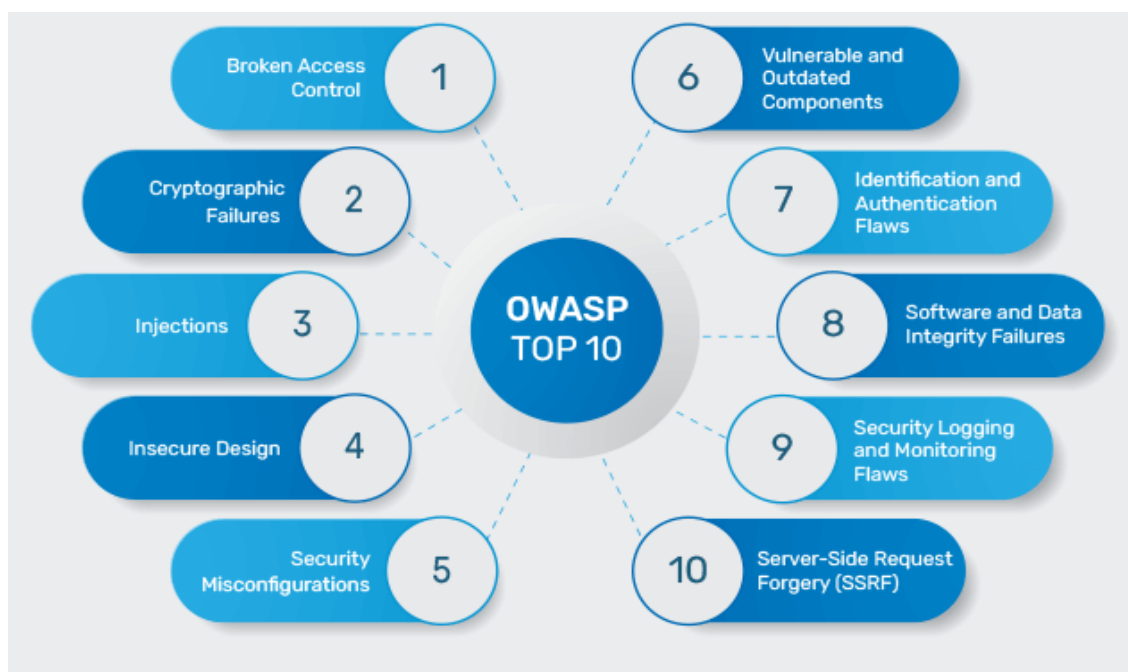 Broken Access
Control
1
Cryptographic
Failures
2
Injections
3
Insecure Design
4
Security
Misconfigurations
5
OWASP
TOP 10
6
Vulnerable and
Outdated
Components
7
Identification and
Authentication
Flaws
8
Software and Data
Integrity Failures
9
Security Logging
and Monitoring
Flaws
10
Server-Side Request
Forgery (SSRF)